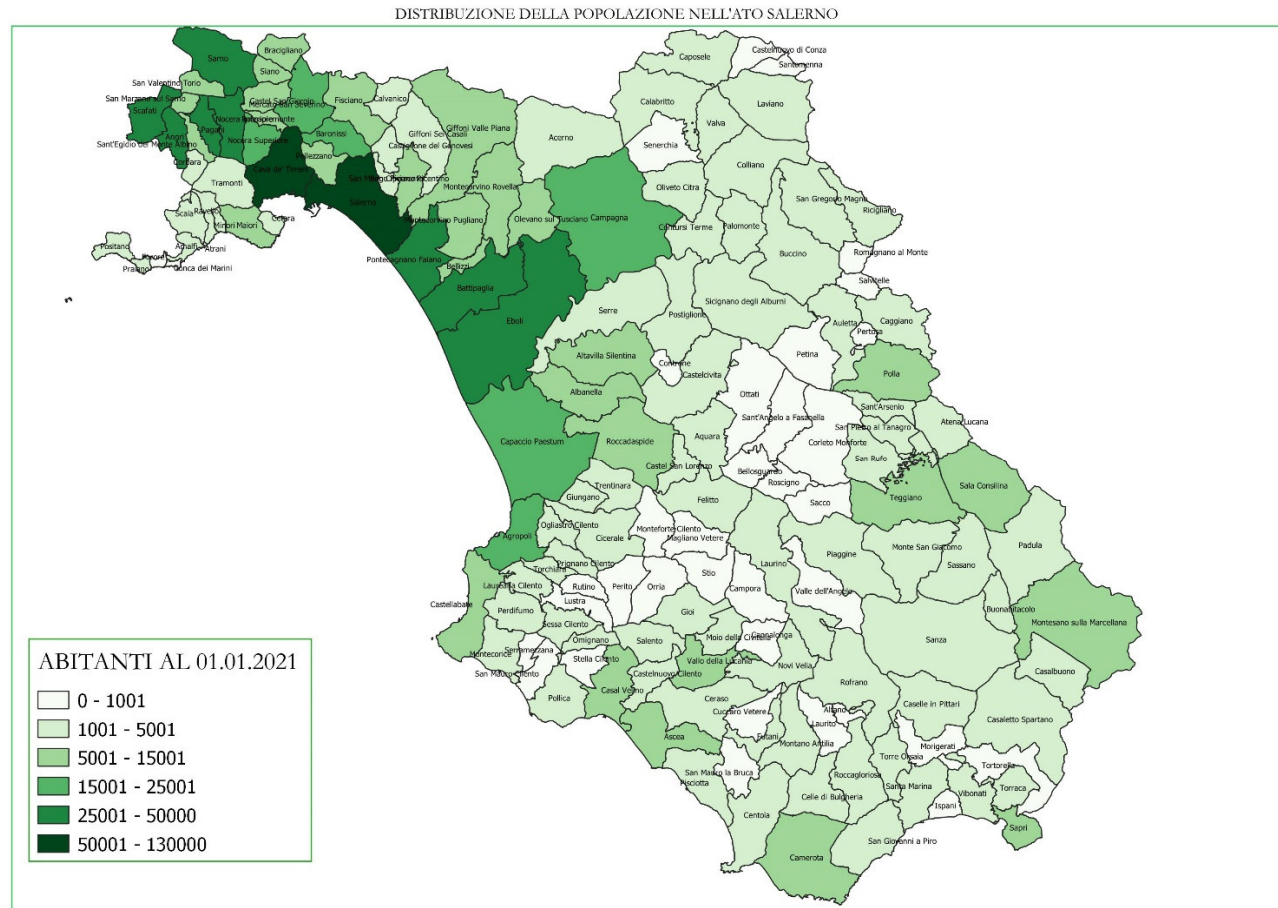 DISTRIBUZIONE DELLA POPOLAZIONE NELL'ATO SALERNO
Bracigliano
Sarno
Siano
Castelnuovo di Conza
Caposele
Santomenna
San Valentino Torio
San Marzano sul Sarno
Castel San Giorgio
Fisciano
Calvanico
Calabritto
Laviano
Scafati
Valva
Pagani
Baronissi
Giffoni Sei Casali
Giffoni Valle Piana
Acerno
Angri
Nocera Superiore
Castiglione del Genovesi
Senerchia
Sant'Egidio del Monte Albino
Pellezzano
Colliano
Corbara
Cava de' Tirreni
Tramonti
Montecorvino Rovella
Oliveto Citra
San Gregorio Magno
Salerno
Ricigliano
Scala
Ravello
Montecorvino Pugliano
Olevano sul Tusciano
Campagna
Contursi Terme
Palomonte
Minori
Maiori
Cetara
Positano
Amalfi
Atrani
Buccino
Romagnano al Monte
Praiano
Conca dei Marini
Pontecagnano Faiano
Bellizzi
Salvitelle
Battipaglia
Sicignano degli Alburni
Serre
Postiglione
Caggiano
Eboli
Auletta
Pertosa
Altavilla Silentina
Petina
Controne
Castelcivita
Polla
Albanella
Ottati
Sant'Arsenio
Sant'Angelo a Fasanella
Atena Lucana
San Pietro al Tanagro
Capaccio Paestum
Roccadaspide
Aquara
Corleto Monforte
San Rufo
Castel San Lorenzo
Bellosguardo
Roscigno
Sala Consilina
Trentinara
Teggiano
Giungano
Felitto
Sacco
Ogliastro Cilento
Monteforte Cilento
Agropoli
Cicerale
Magliano Vetere
Padula
Monte San Giacomo
Piaggine
Prignano Cilento
Laurino
Sassano
Torchiara
Stio
Laureana Cilento
Rutino
Perito
Orria
Campora
Valle dell'Angelo
Castellabate
Lustra
Perdifumo
Gioi
Buonabitacolo
Sessa Cilento
Montesano sulla Marcellana
Cannalonga
Omignano
Salento
Moio della Civitella
Sanza
Montecorice
Serramezzana
Stella Cilento
Vallo della Lucania
Novi Velia
San Mauro Cilento
Castelnuovo Cilento
Casalbuono
Rofrano
Pollica
Casal Velino
Ceraso
Caselle in Pittari
Cuccaro Vetere
Alfano
Casaletto Spartano
Laurito
Ascea
Futani
Montano Antilia
Morigerati
Torre Orsaia
Tortorella
San Mauro la Bruca
Roccagloriosa
Pisciotta
Santa Marina
Torraca
Celle di Bulgheria
Vibonati
Centola
Ispani
Sapri
San Giovanni a Piro
Camerota
ABITANTI AL 01.01.2021
0 - 1001
1001 - 5001
5001 - 15001
15001 - 25001
25001 - 50000
50001 - 130000